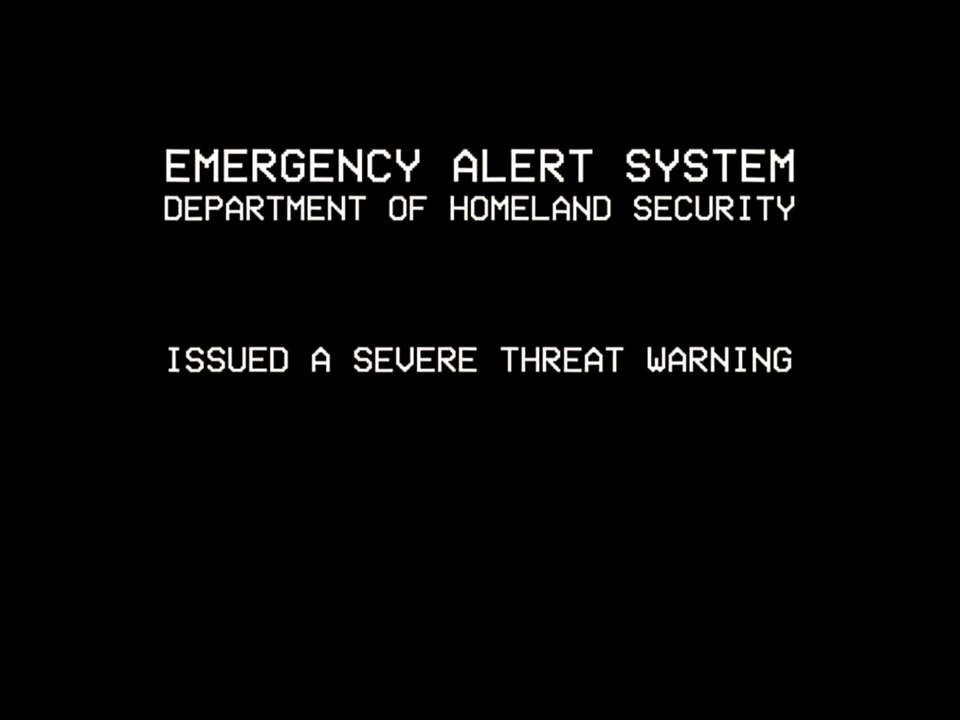 EMERGENCY ALERT SYSTEM
DEPARTMENT OF HOMELAND SECURITY
ISSUED A SEVERE THREAT WARNING